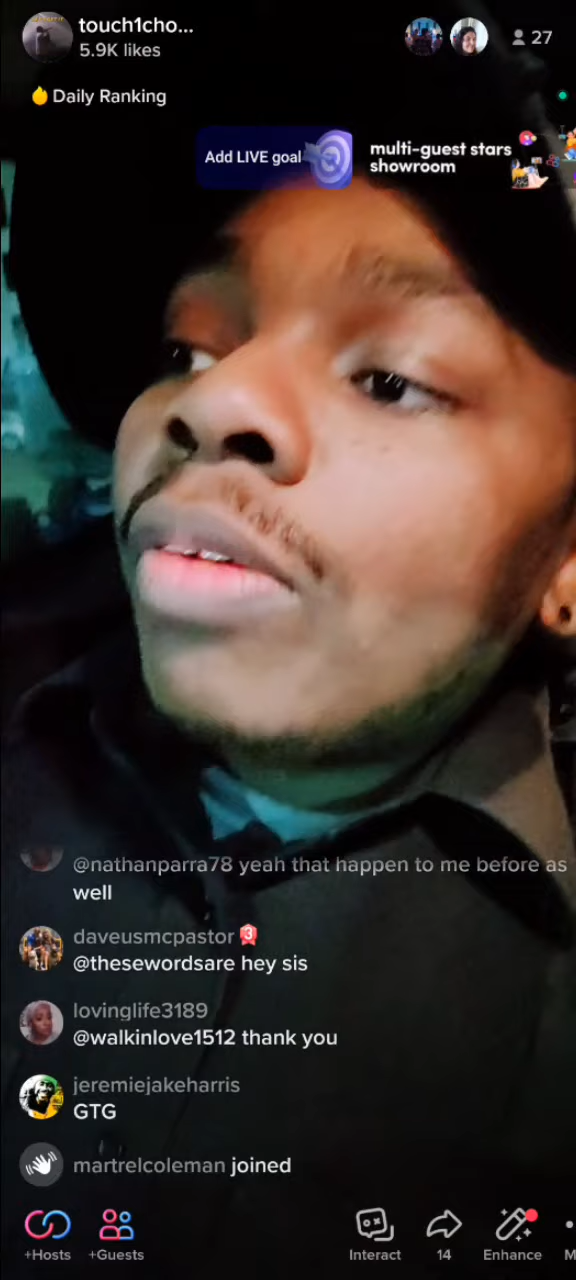 touch1cho...
5.9K likes
27
Daily Ranking
Add LIVE goal
multi-guest stars
showroom
@nathanparra78 yeah that happen to me before as
well
daveusmcpastor 3
@thesewordsare hey sis
lovinglife3189
@walkinlove1512 thank you
jeremiejakeharris
GTG
martrelcoleman joined
+Hosts
+Guests
Interact
14
Enhance
M